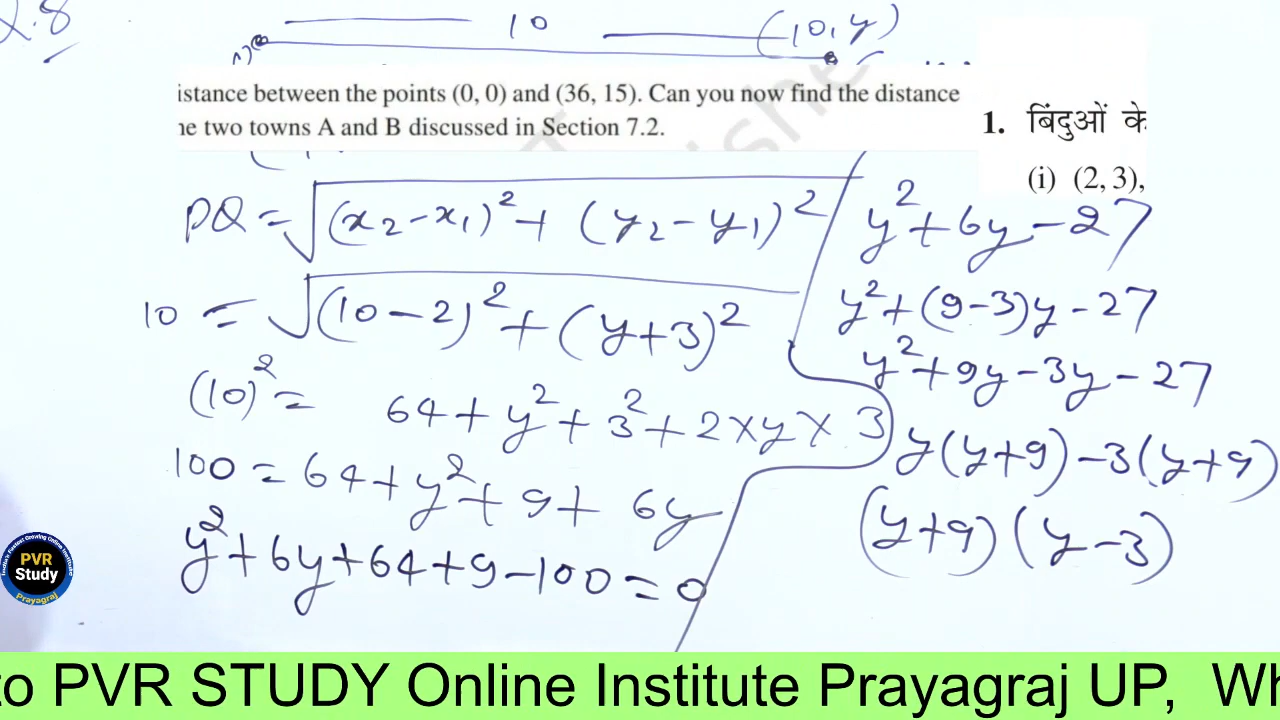 Q.8
10 (10, y)
istance between the points (0, 0) and (36, 15). Can you now find the distance
ne two towns A and B discussed in Section 7.2.
1. बिंदुओं के
(i) (2, 3),
PQ = √(x₂-x₁)² + (y₂-y₁)²
10 = √(10-2)² + (y+3)²
(10)² = 64 + y² + 3² + 2×y×3
100 = 64 + y² + 9 + 6y
y² + 6y + 64 + 9 - 100 = 0
y² + 6y - 27
y² + (9-3)y - 27
y² + 9y - 3y - 27
y(y+9) - 3(y+9)
(y+9) (y-3)
PVR
Study
Prayagraj
to PVR STUDY Online Institute Prayagraj UP, Wh